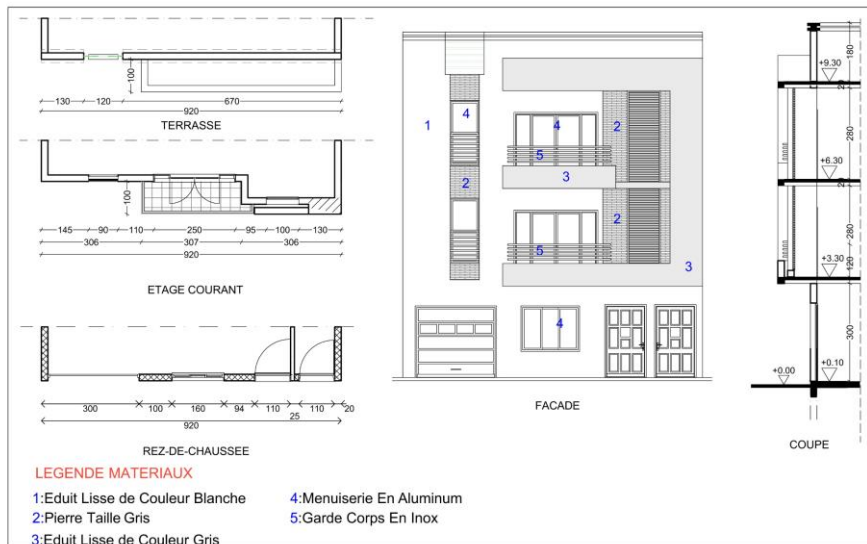 100
130 120 670
920
TERRASSE
100
145 90 110 250 95 100 130
306 307 306
920
ETAGE COURANT
300 100 160 94 110 110 20
25
920
REZ-DE-CHAUSSEE
1
4
2
4
2
5
3
2
5
3
4
FACADE
180
+9.30
20
280
+6.30
20
280
120
+3.30
300
+0.00
+0.10
COUPE
LEGENDE MATERIAUX
1:Eduit Lisse de Couleur Blanche
2:Pierre Taille Gris
3:Eduit Lisse de Couleur Gris
4:Menuiserie En Aluminum
5:Garde Corps En Inox